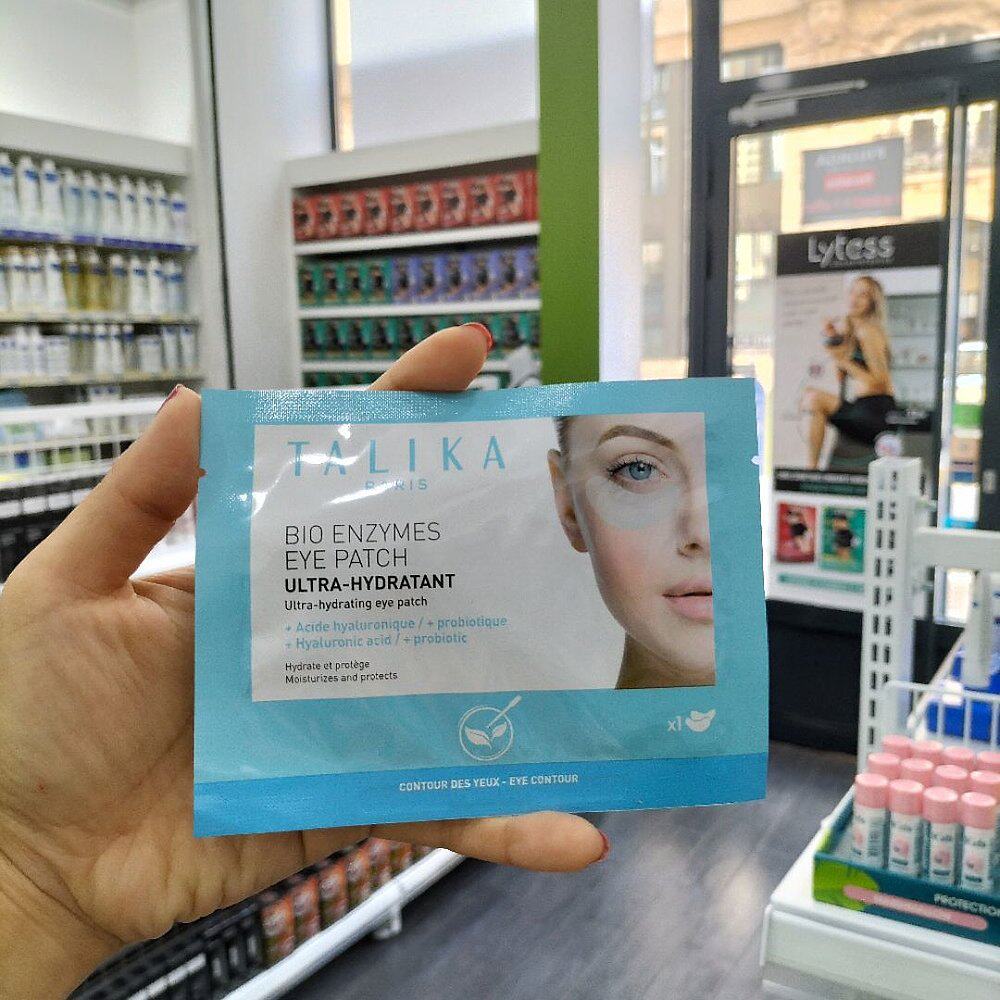 TALIKA
PARIS
BIO ENZYMES
EYE PATCH
ULTRA-HYDRATANT
Ultra-hydrating eye patch
+ Acide hyaluronique / + probiotique
+ Hyaluronic acid / + probiotic
Hydrate et protège
Moisturizes and protects
x1
CONTOUR DES YEUX - EYE CONTOUR
Lytess
PROTECTIO